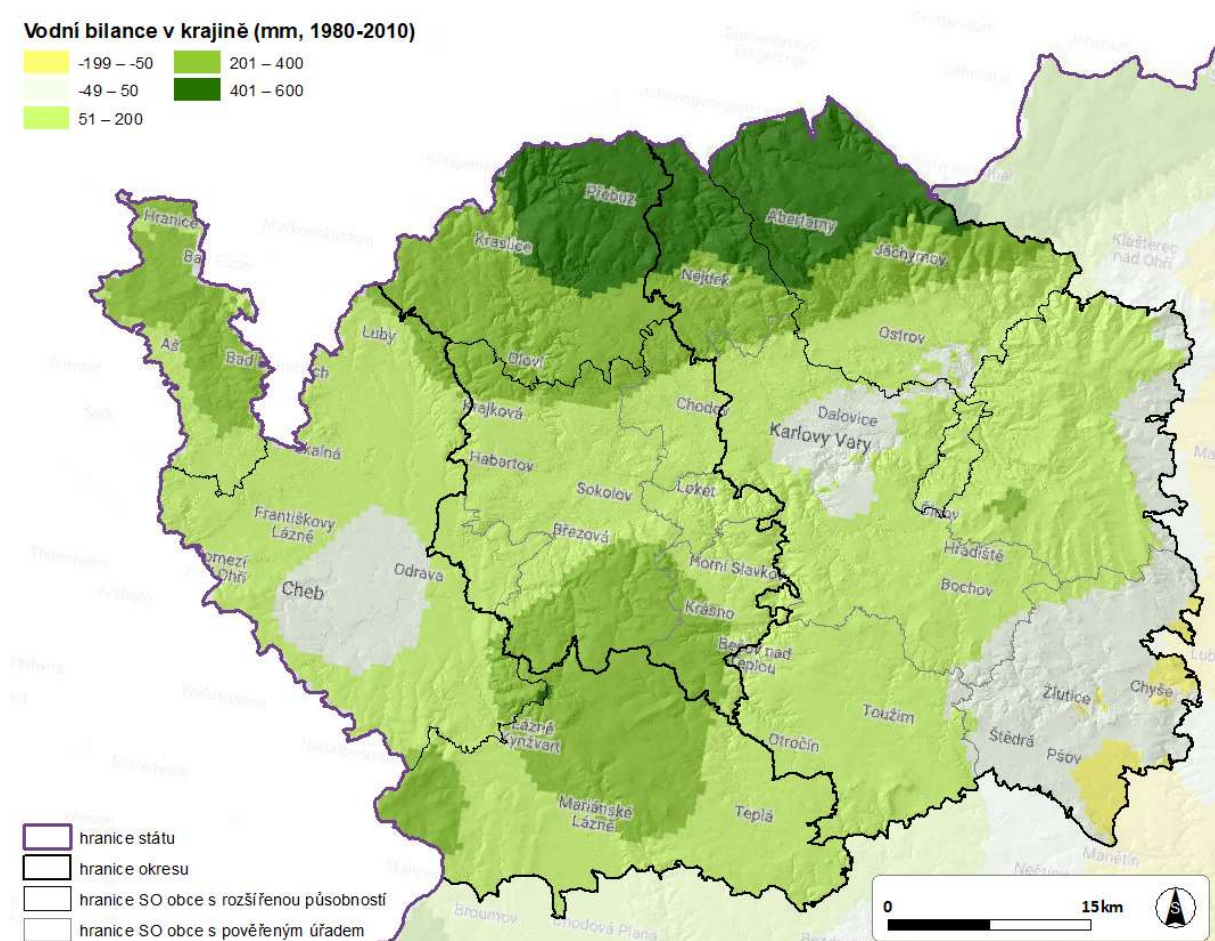 Vodní bilance v krajině (mm, 1980-2010)
-199 – -50
201 – 400
-49 – 50
401 – 600
51 – 200
Přebuz
Abertamy
Hranice
Kraslice
Jáchymov
Nejdek
Klášterec
nad Ohří
Luby
Ostrov
Aš
Oloví
Krajková
Chodov
Dalovice
Karlovy Vary
Habartov
Skalná
Sokolov
Loket
Františkovy
Lázně
Březová
Hradiště
Horní Slavkov
Bochov
Cheb
Odrava
Krásno
Bečov nad
Teplou
Žlutice
Chyše
Toužim
Lázně
Kynžvart
Štědrá
Pšov
Otročín
Mariánské
Lázně
Teplá
Manětín
Broumov
Chodová Planá
hranice státu
hranice okresu
hranice SO obce s rozšířenou působností
hranice SO obce s pověřeným úřadem
0
15km
S